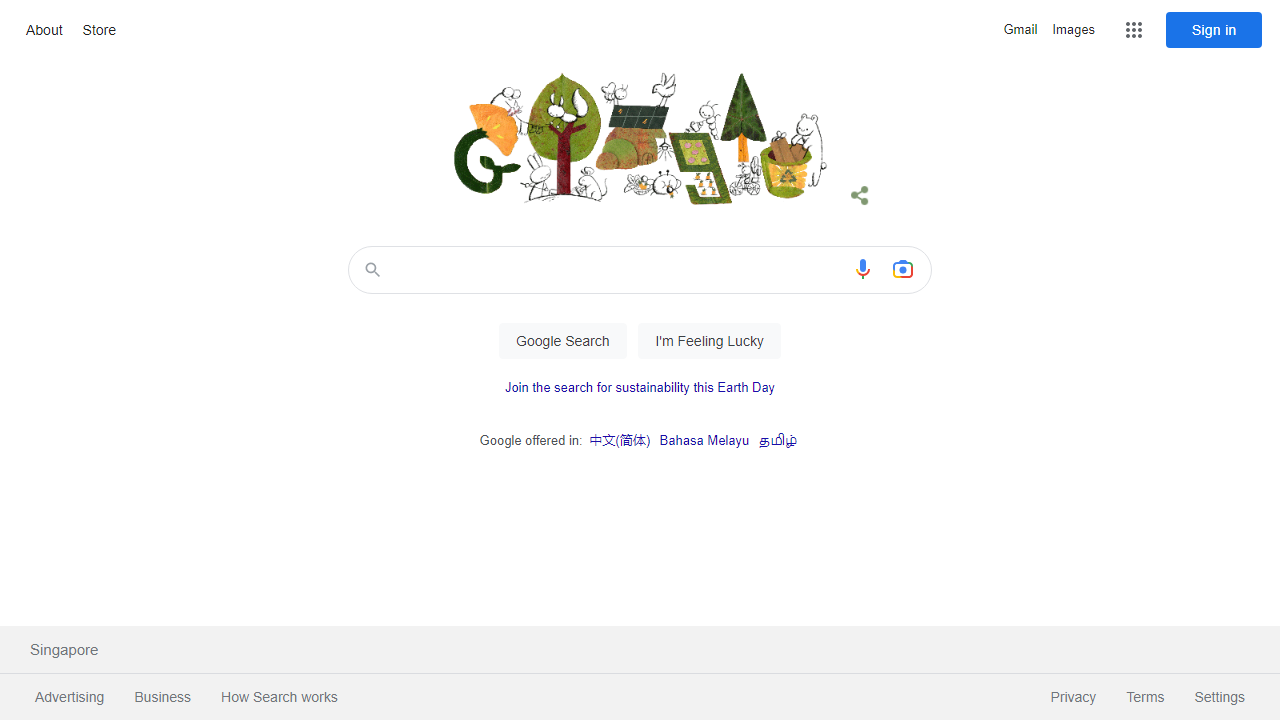 About Store Gmail Images Sign in
Google Search I'm Feeling Lucky
Join the search for sustainability this Earth Day
Google offered in: 中文(简体) Bahasa Melayu தமிழ்
Singapore
Advertising Business How Search works Privacy Terms Settings